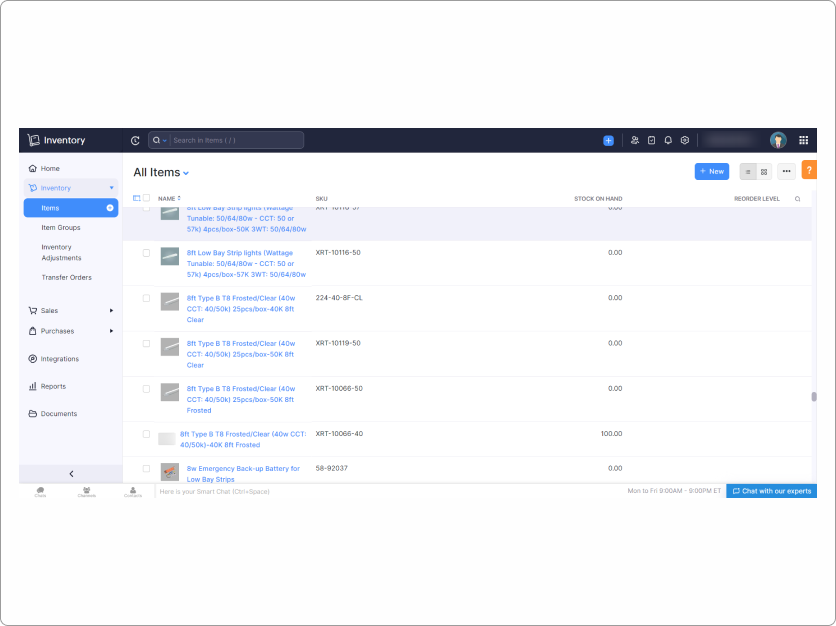 Inventory
Search in Items ( / )
Home
Inventory
Items
Item Groups
Inventory
Adjustments
Transfer Orders
Sales
Purchases
Integrations
Reports
Documents
All Items
+ New
?
NAME
SKU
STOCK ON HAND
REORDER LEVEL
8ft Low Bay Strip lights (Wattage
Tunable: 50/64/80w - CCT: 50 or
57k) 4pcs/box-50K 3WT: 50/64/80w
0.00
8ft Low Bay Strip lights (Wattage
Tunable: 50/64/80w - CCT: 50 or
57k) 4pcs/box-57K 3WT: 50/64/80w
XRT-10116-50
0.00
8ft Type B T8 Frosted/Clear (40w
CCT: 40/50k) 25pcs/box-40K 8ft
Clear
224-40-8F-CL
0.00
8ft Type B T8 Frosted/Clear (40w
CCT: 40/50k) 25pcs/box-50K 8ft
Clear
XRT-10119-50
0.00
8ft Type B T8 Frosted/Clear (40w
CCT: 40/50k) 25pcs/box-50K 8ft
Frosted
XRT-10066-50
0.00
8ft Type B T8 Frosted/Clear (40w CCT:
40/50k)-40K 8ft Frosted
XRT-10066-40
100.00
8w Emergency Back-up Battery for
Low Bay Strips
58-92037
0.00
Chats
Channels
Contacts
Here is your Smart Chat (Ctrl+Space)
Mon to Fri 9:00AM - 9:00PM ET
Chat with our experts